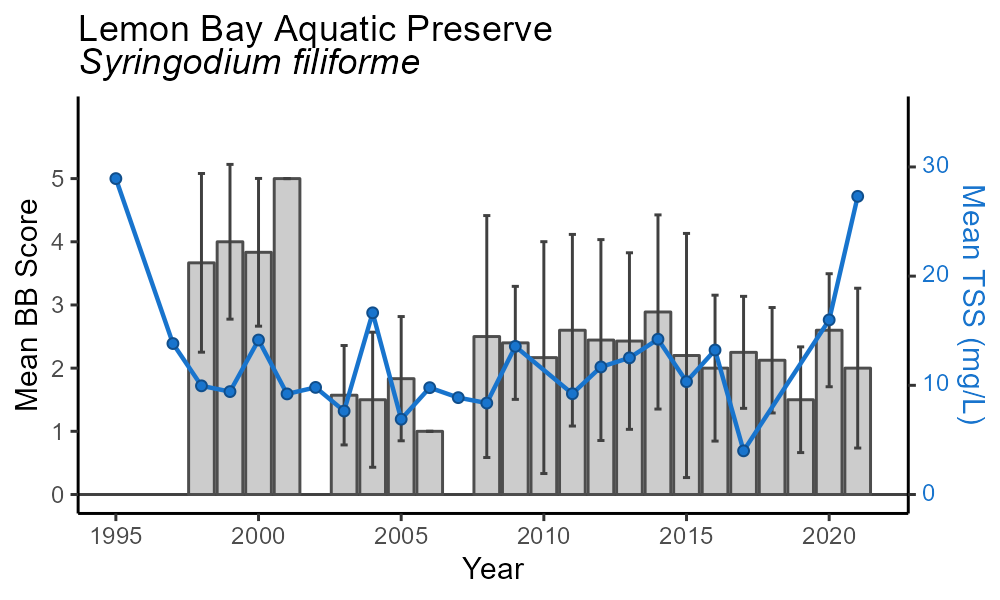 Lemon Bay Aquatic Preserve
Syringodium filiforme
Mean BB Score
5
4
3
2
1
0
30
20
10
0
Mean TSS (mg/L)
1995 2000 2005 2010 2015 2020
Year